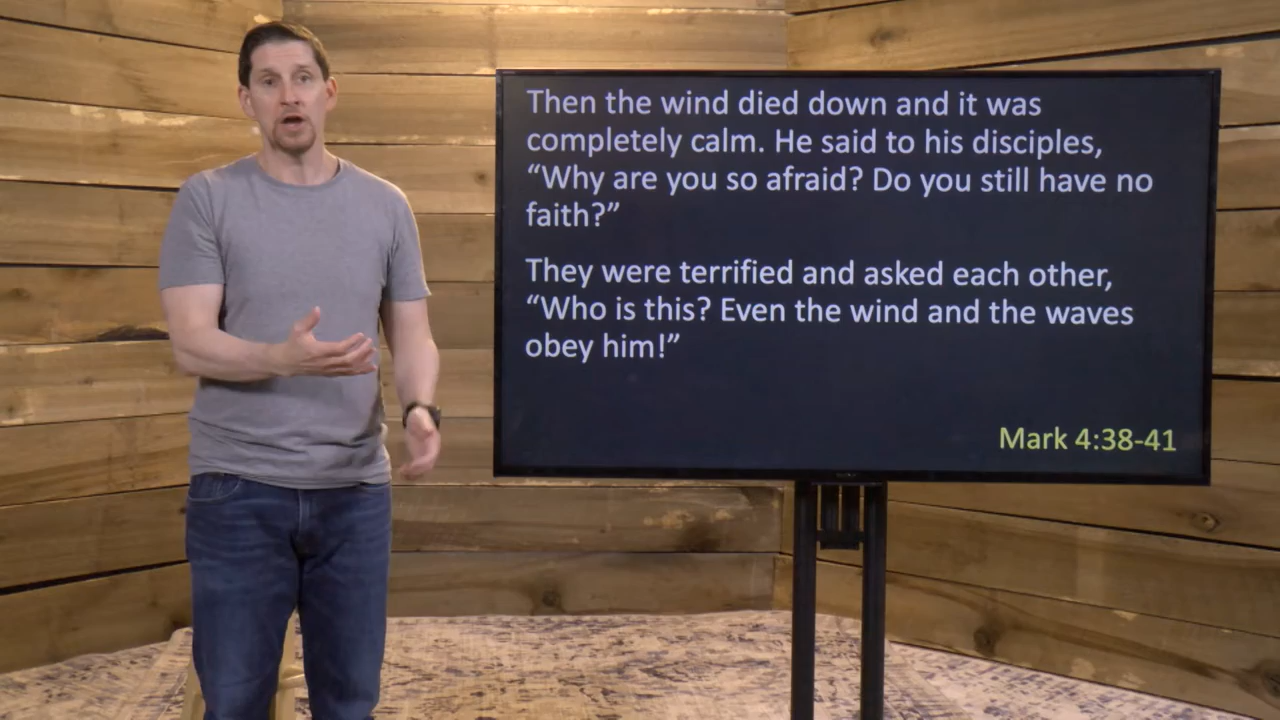 Then the wind died down and it was
completely calm. He said to his disciples,
“Why are you so afraid? Do you still have no
faith?”
They were terrified and asked each other,
“Who is this? Even the wind and the waves
obey him!”
Mark 4:38-41